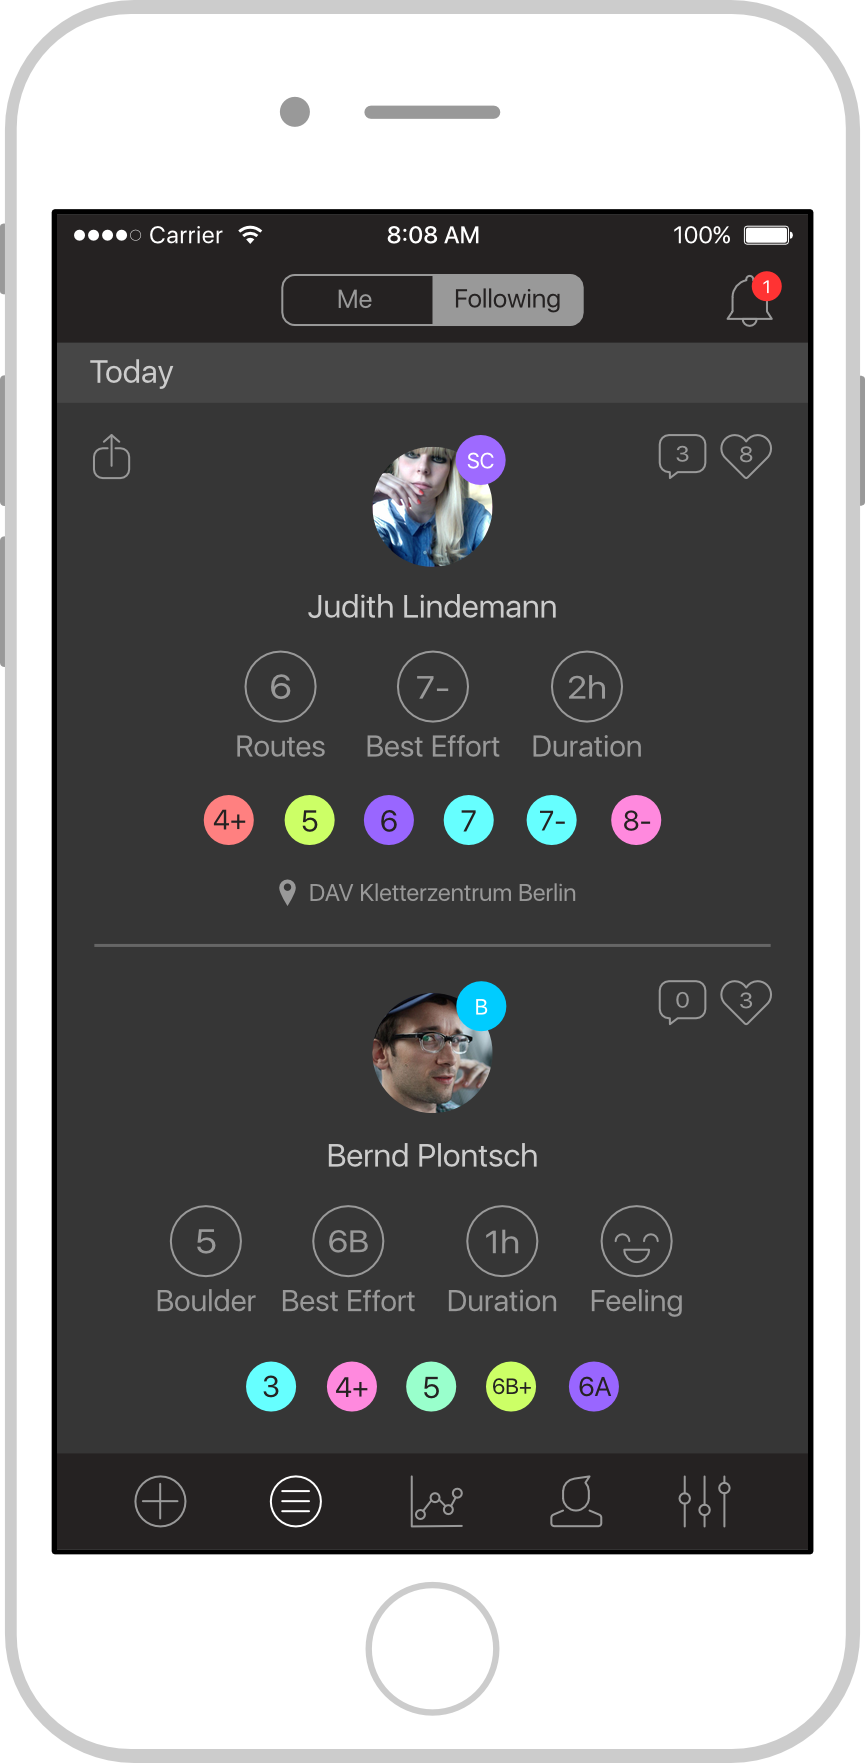 Carrier 8:08 AM 100%
Me Following 1
Today
SC 3 8
Judith Lindemann
6 7- 2h
Routes Best Effort Duration
4+ 5 6 7 7- 8-
DAV Kletterzentrum Berlin
B 0 3
Bernd Plontsch
5 6B 1h
Boulder Best Effort Duration Feeling
3 4+ 5 6B+ 6A